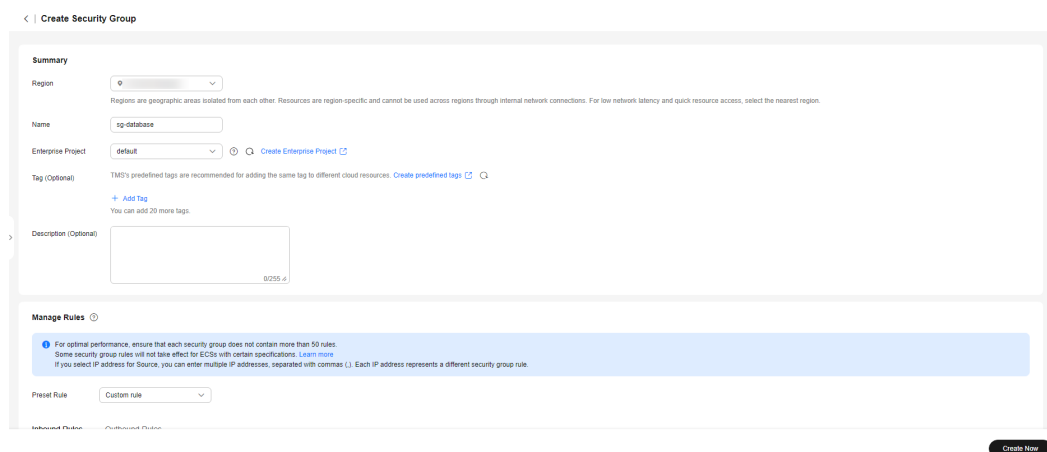 Create Security Group
Summary
Region
Regions are geographic areas isolated from each other. Resources are region-specific and cannot be used across regions through internal network connections. For low network latency and quick resource access, select the nearest region.
Name sg-database
Enterprise Project default Create Enterprise Project
Tag (Optional) TMS's predefined tags are recommended for adding the same tag to different cloud resources. Create predefined tags
+ Add Tag
You can add 20 more tags
Description (Optional)
0/255
Manage Rules
For optimal performance, ensure that each security group does not contain more than 50 rules.
Some security group rules will not take effect for ECSs with certain specifications. Learn more
If you select IP address for Source, you can enter multiple IP addresses, separated with commas (,). Each IP address represents a different security group rule.
Preset Rule Custom rule
Inbound Rules Outbound Rules
Create Now